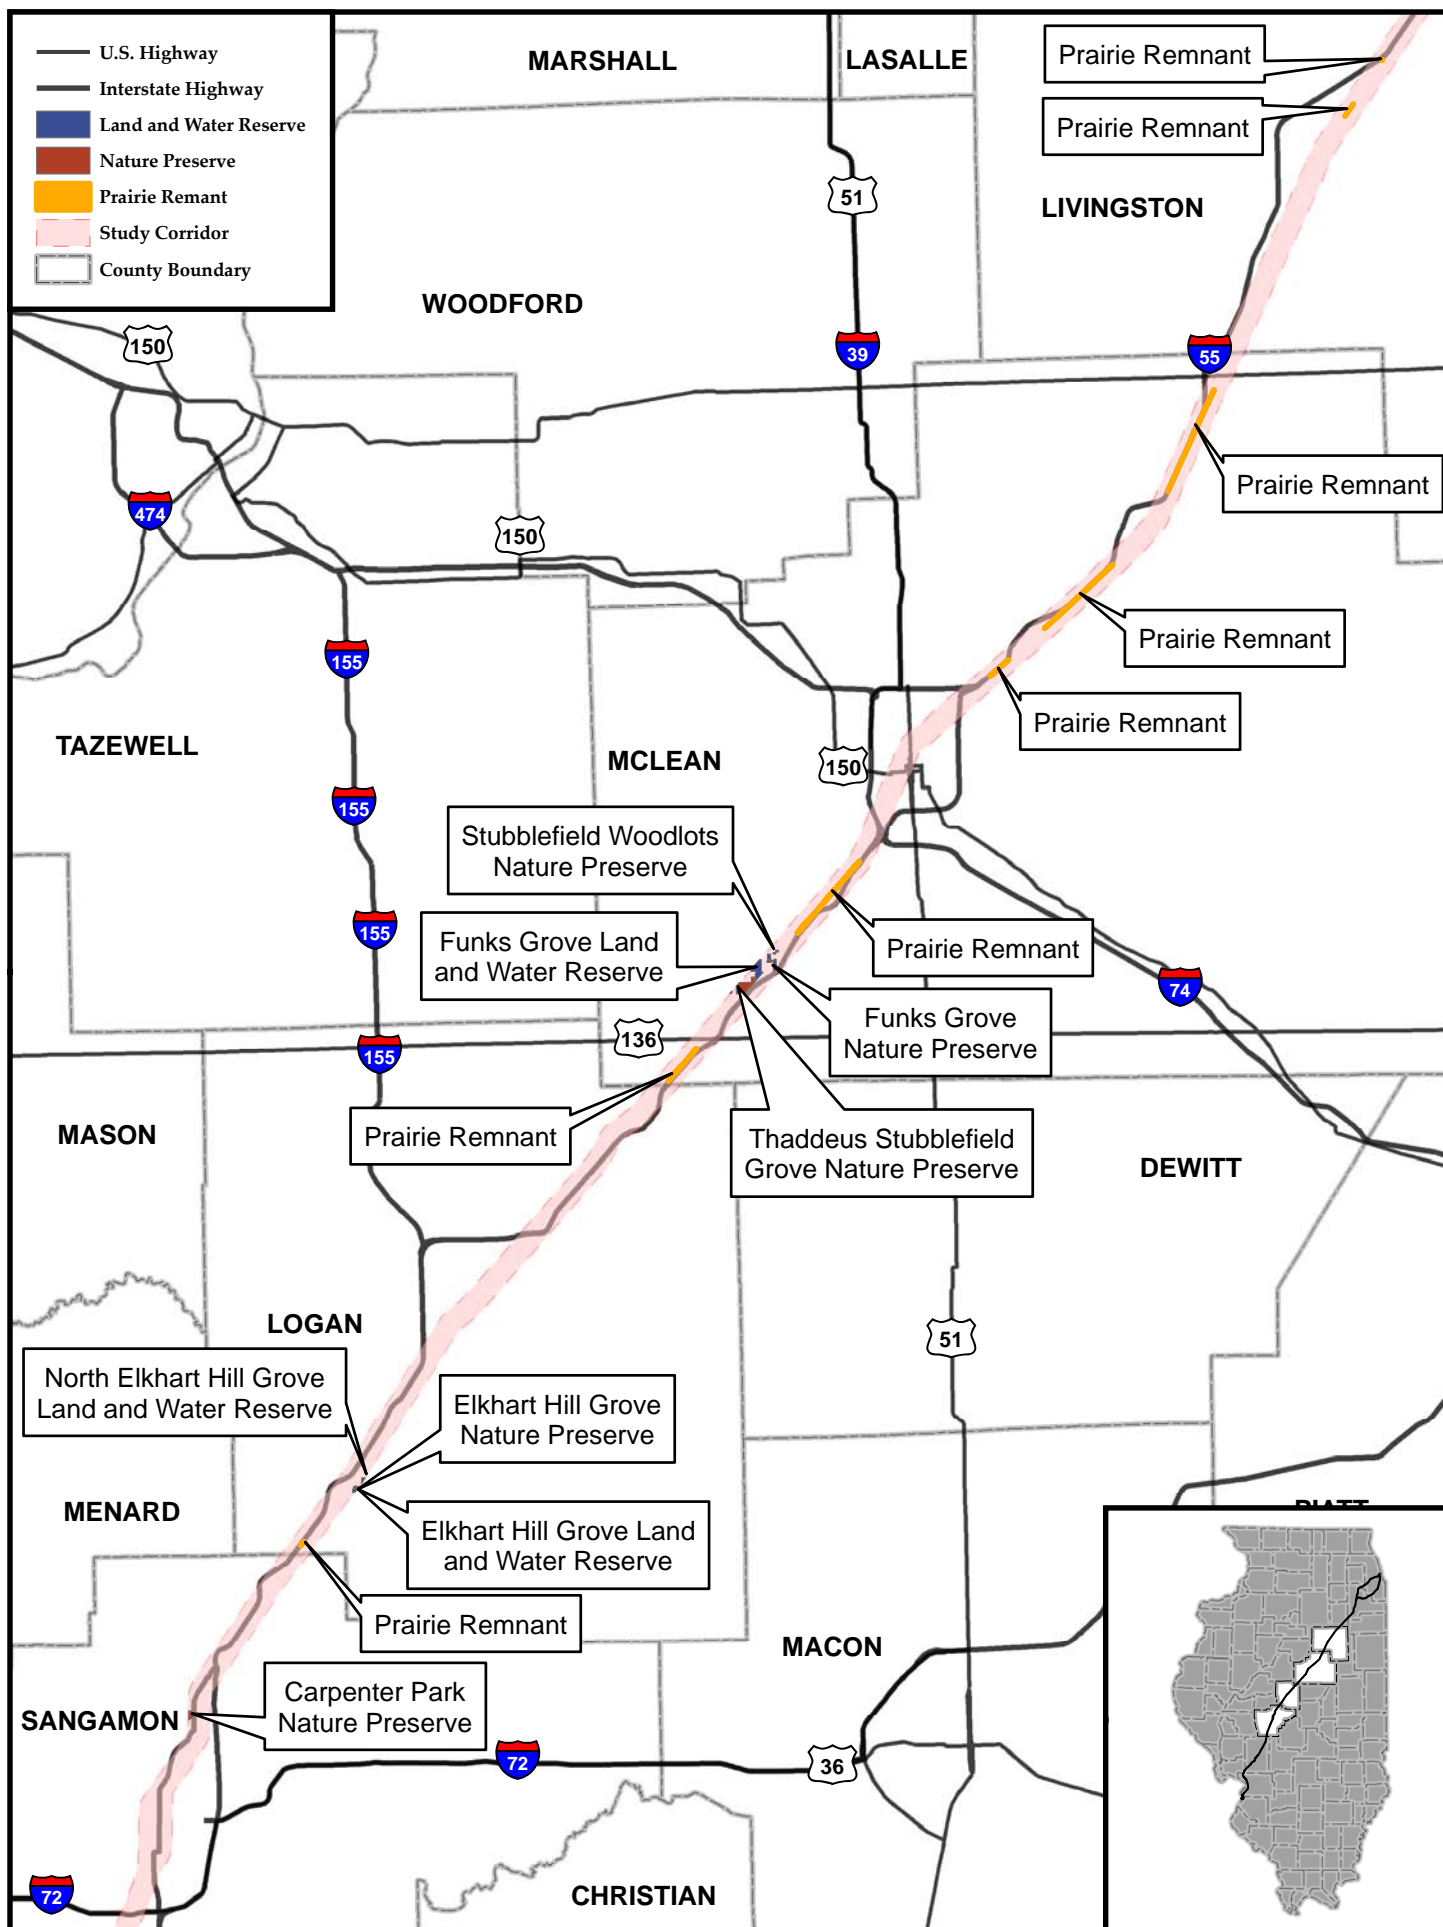 U.S. Highway
Interstate Highway
Land and Water Reserve
Nature Preserve
Prairie Remant
Study Corridor
County Boundary
MARSHALL
LASALLE
Prairie Remnant
Prairie Remnant
51
LIVINGSTON
WOODFORD
150
39
55
Prairie Remnant
474
150
Prairie Remnant
155
Prairie Remnant
TAZEWELL
MCLEAN
150
155
Stubblefield Woodlots
Nature Preserve
155
Funks Grove Land
and Water Reserve
Prairie Remnant
74
Funks Grove
Nature Preserve
136
155
Prairie Remnant
MASON
Thaddeus Stubblefield
Grove Nature Preserve
DEWITT
LOGAN
51
North Elkhart Hill Grove
Land and Water Reserve
Elkhart Hill Grove
Nature Preserve
MENARD
Elkhart Hill Grove Land
and Water Reserve
PIATT
Prairie Remnant
MACON
SANGAMON
Carpenter Park
Nature Preserve
72
36
72
CHRISTIAN